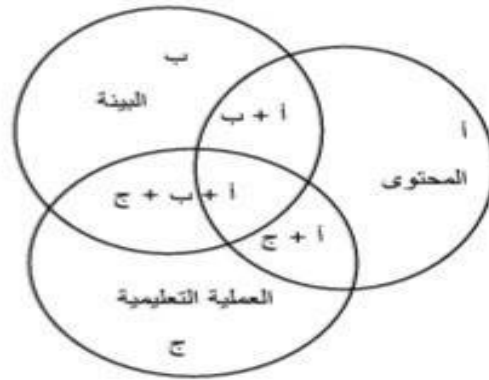 ب
البيئة
أ + ب
أ
المحتوى
أ + ب + ج
أ + ج
العملية التعليمية
ج